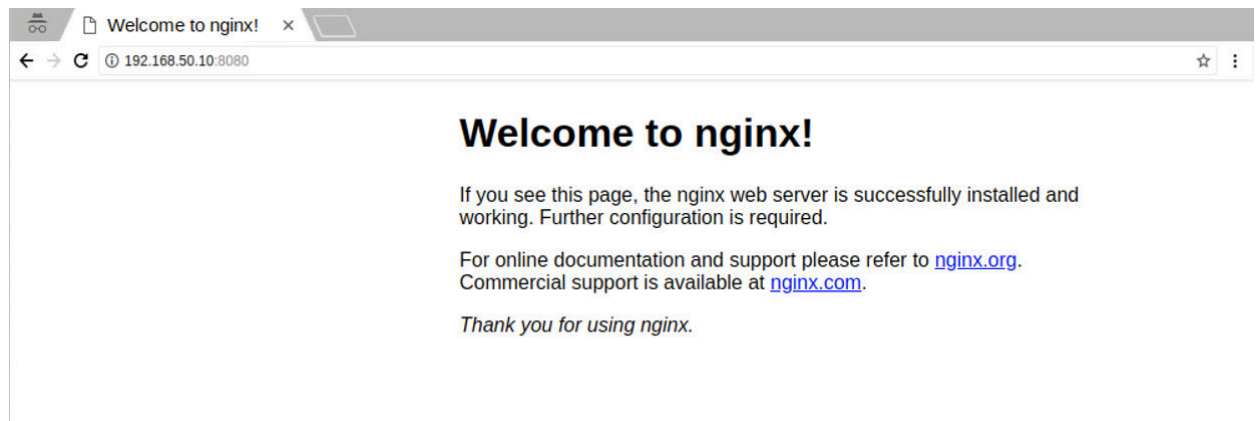 Welcome to nginx!
192.168.50.10:8080
Welcome to nginx!
If you see this page, the nginx web server is successfully installed and
working. Further configuration is required.
For online documentation and support please refer to nginx.org.
Commercial support is available at nginx.com.
Thank you for using nginx.